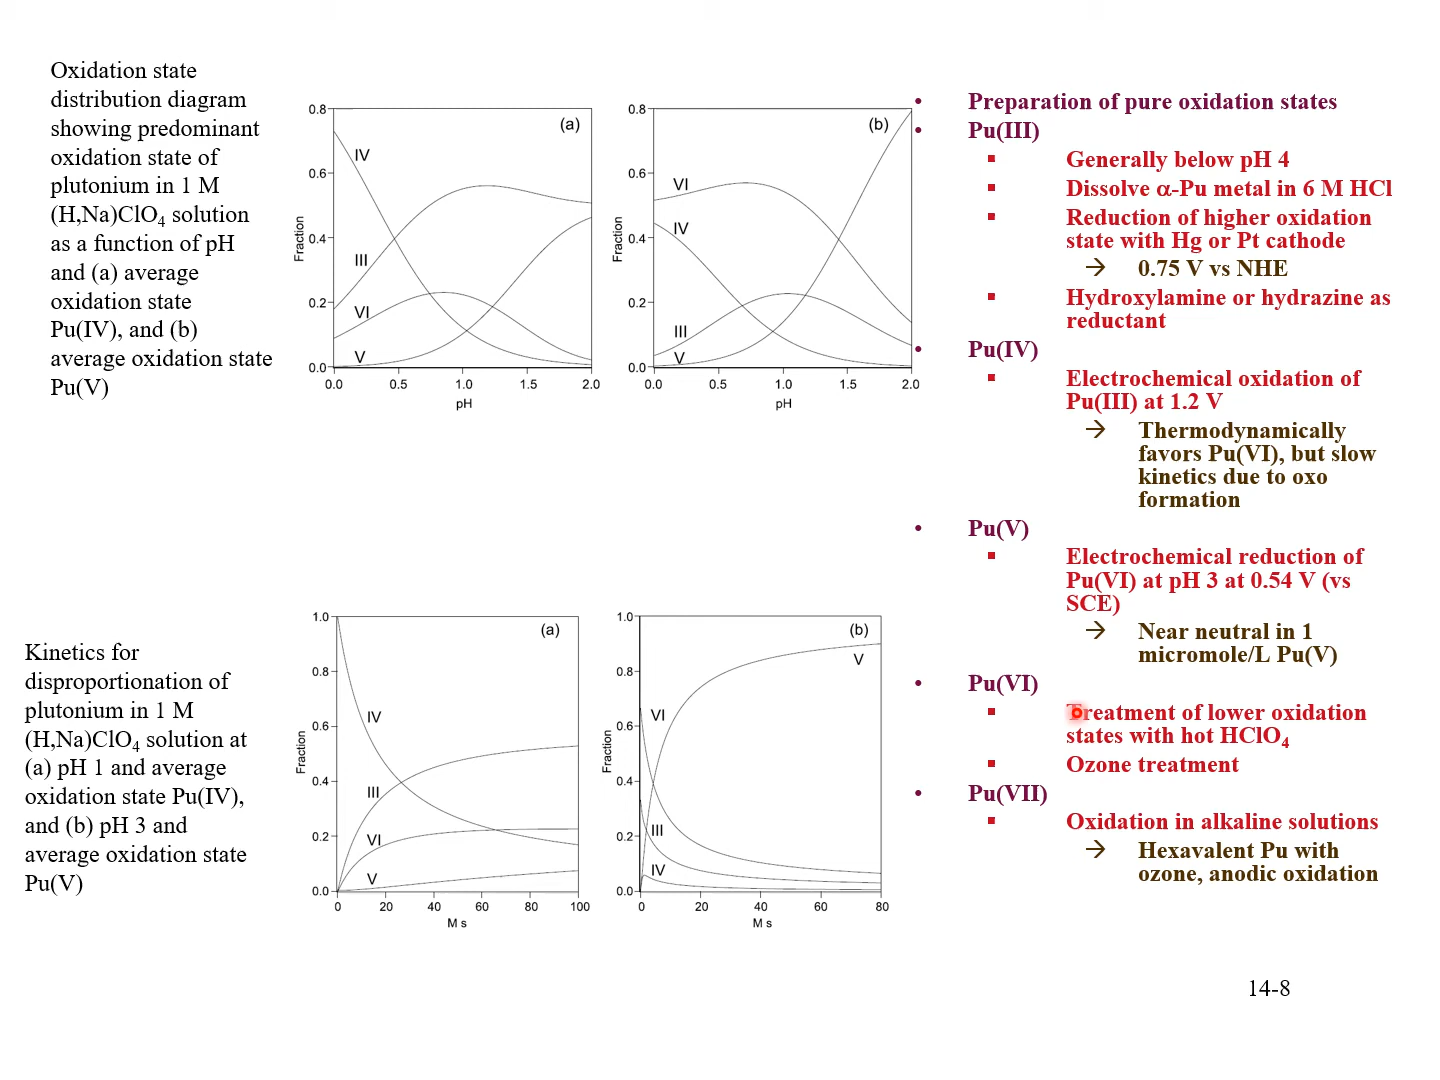 Oxidation state
distribution diagram
showing predominant
oxidation state of
plutonium in 1 M
(H,Na)ClO4 solution
as a function of pH
and (a) average
oxidation state
Pu(IV), and (b)
average oxidation state
Pu(V)
(a)
0.8
0.6
0.4
0.2
0.0
Fraction
IV
III
VI
V
0.0 0.5 1.0 1.5 2.0
pH
(b)
0.8
0.6
0.4
0.2
0.0
Fraction
VI
IV
III
V
0.0 0.5 1.0 1.5 2.0
pH
Kinetics for
disproportionation of
plutonium in 1 M
(H,Na)ClO4 solution at
(a) pH 1 and average
oxidation state Pu(IV),
and (b) pH 3 and
average oxidation state
Pu(V)
(a)
1.0
0.8
0.6
0.4
0.2
0.0
Fraction
IV
III
VI
V
0 20 40 60 80 100
M s
(b)
1.0
0.8
0.6
0.4
0.2
0.0
Fraction
V
VI
III
IV
0 20 40 60 80
M s
• Preparation of pure oxidation states
• Pu(III)
▪ Generally below pH 4
▪ Dissolve α-Pu metal in 6 M HCl
▪ Reduction of higher oxidation
state with Hg or Pt cathode
→ 0.75 V vs NHE
▪ Hydroxylamine or hydrazine as
reductant
• Pu(IV)
▪ Electrochemical oxidation of
Pu(III) at 1.2 V
→ Thermodynamically
favors Pu(VI), but slow
kinetics due to oxo
formation
• Pu(V)
▪ Electrochemical reduction of
Pu(VI) at pH 3 at 0.54 V (vs
SCE)
→ Near neutral in 1
micromole/L Pu(V)
• Pu(VI)
▪ Treatment of lower oxidation
states with hot HClO4
▪ Ozone treatment
• Pu(VII)
▪ Oxidation in alkaline solutions
→ Hexavalent Pu with
ozone, anodic oxidation
14-8